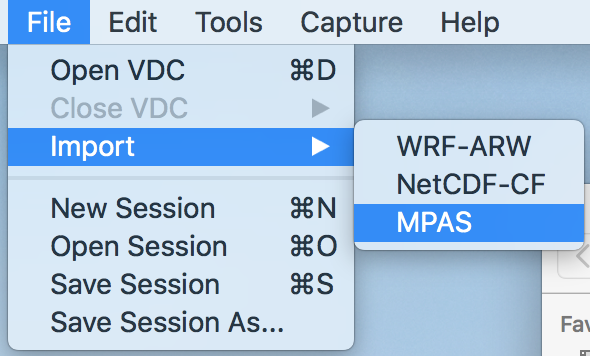 File Edit Tools Capture Help
Open VDC ⌘D
Close VDC ▶
Import ▶
WRF-ARW
NetCDF-CF
MPAS
New Session ⌘N
Open Session ⌘O
Save Session ⌘S
Save Session As...
Fav